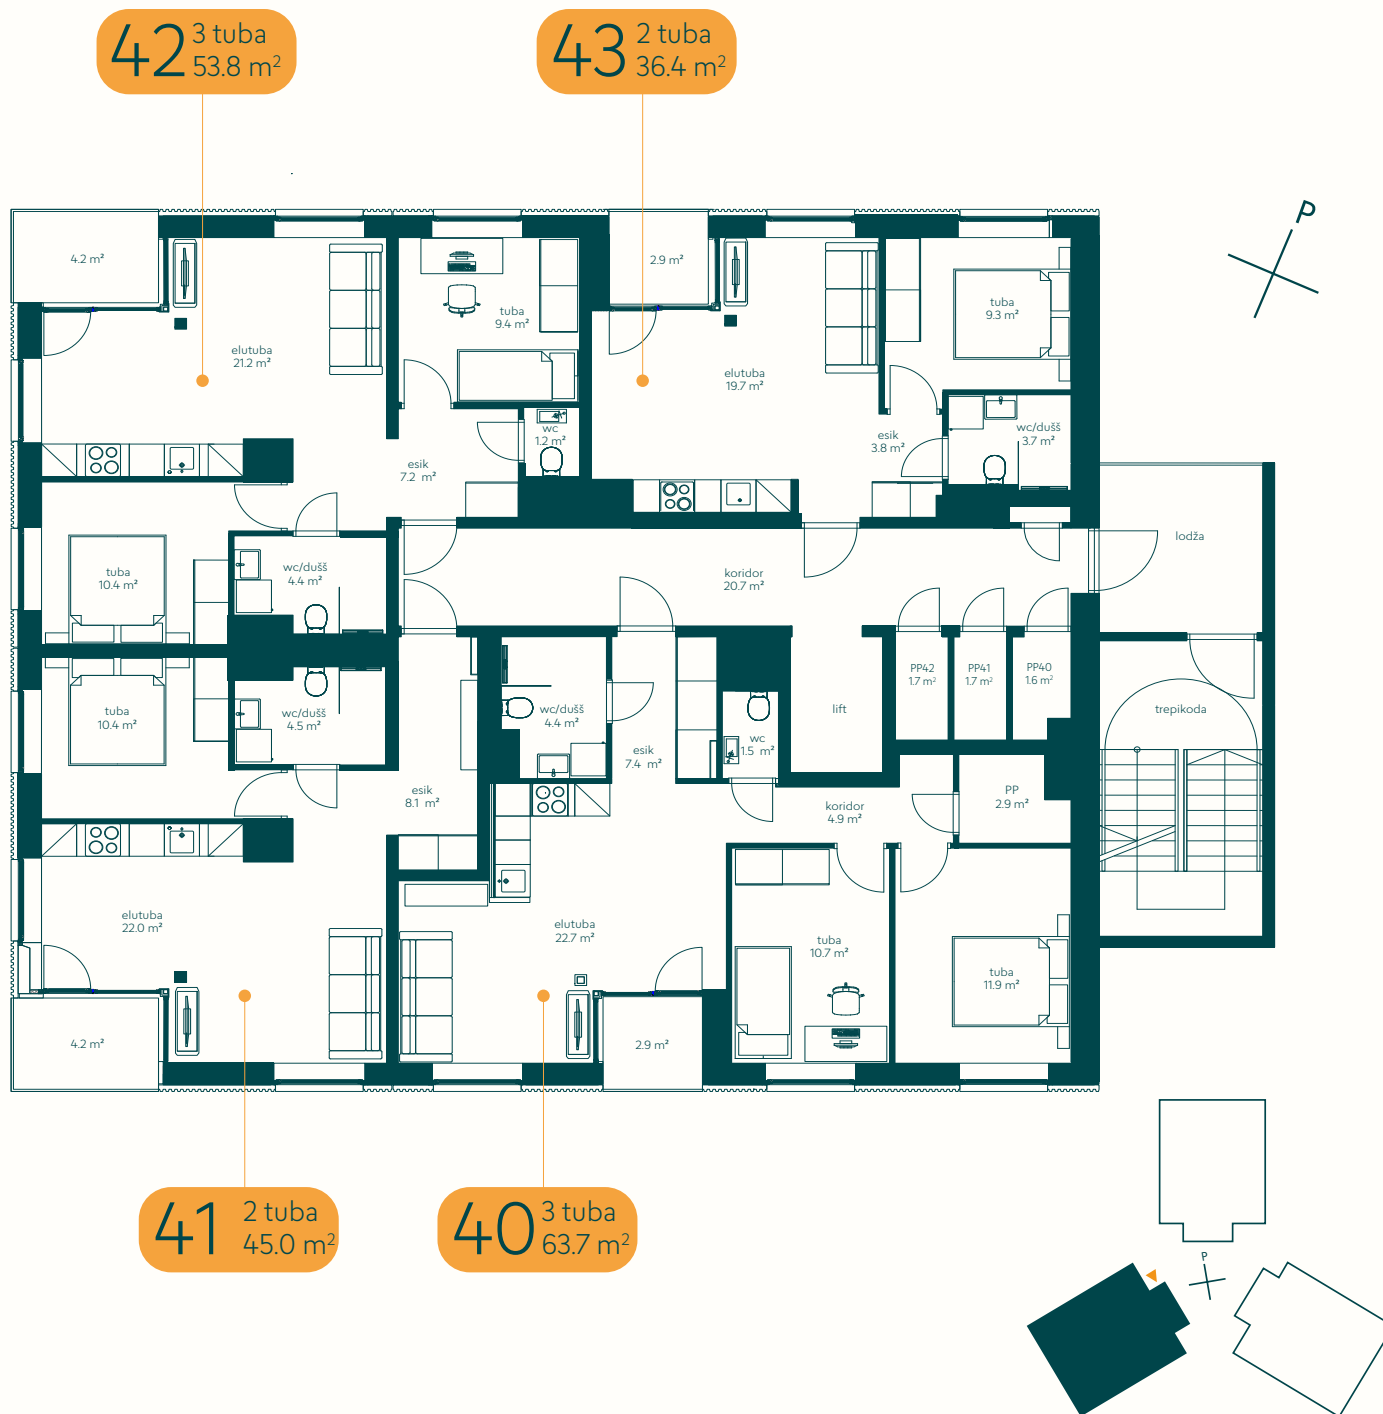 42 3 tuba
53.8 m²
43 2 tuba
36.4 m²
P
4.2 m²
2.9 m²
tuba
9.4 m²
tuba
9.3 m²
elutuba
21.2 m²
elutuba
19.7 m²
wc
1.2 m²
esik
3.8 m²
wc/dušš
3.7 m²
esik
7.2 m²
lodža
tuba
10.4 m²
wc/dušš
4.4 m²
koridor
20.7 m²
PP42
1.7 m²
PP41
1.7 m²
PP40
1.6 m²
tuba
10.4 m²
wc/dušš
4.5 m²
wc/dušš
4.4 m²
lift
trepikoda
esik
7.4 m²
wc
1.5 m²
esik
8.1 m²
koridor
4.9 m²
PP
2.9 m²
elutuba
22.0 m²
elutuba
22.7 m²
tuba
10.7 m²
tuba
11.9 m²
4.2 m²
2.9 m²
41 2 tuba
45.0 m²
40 3 tuba
63.7 m²
P